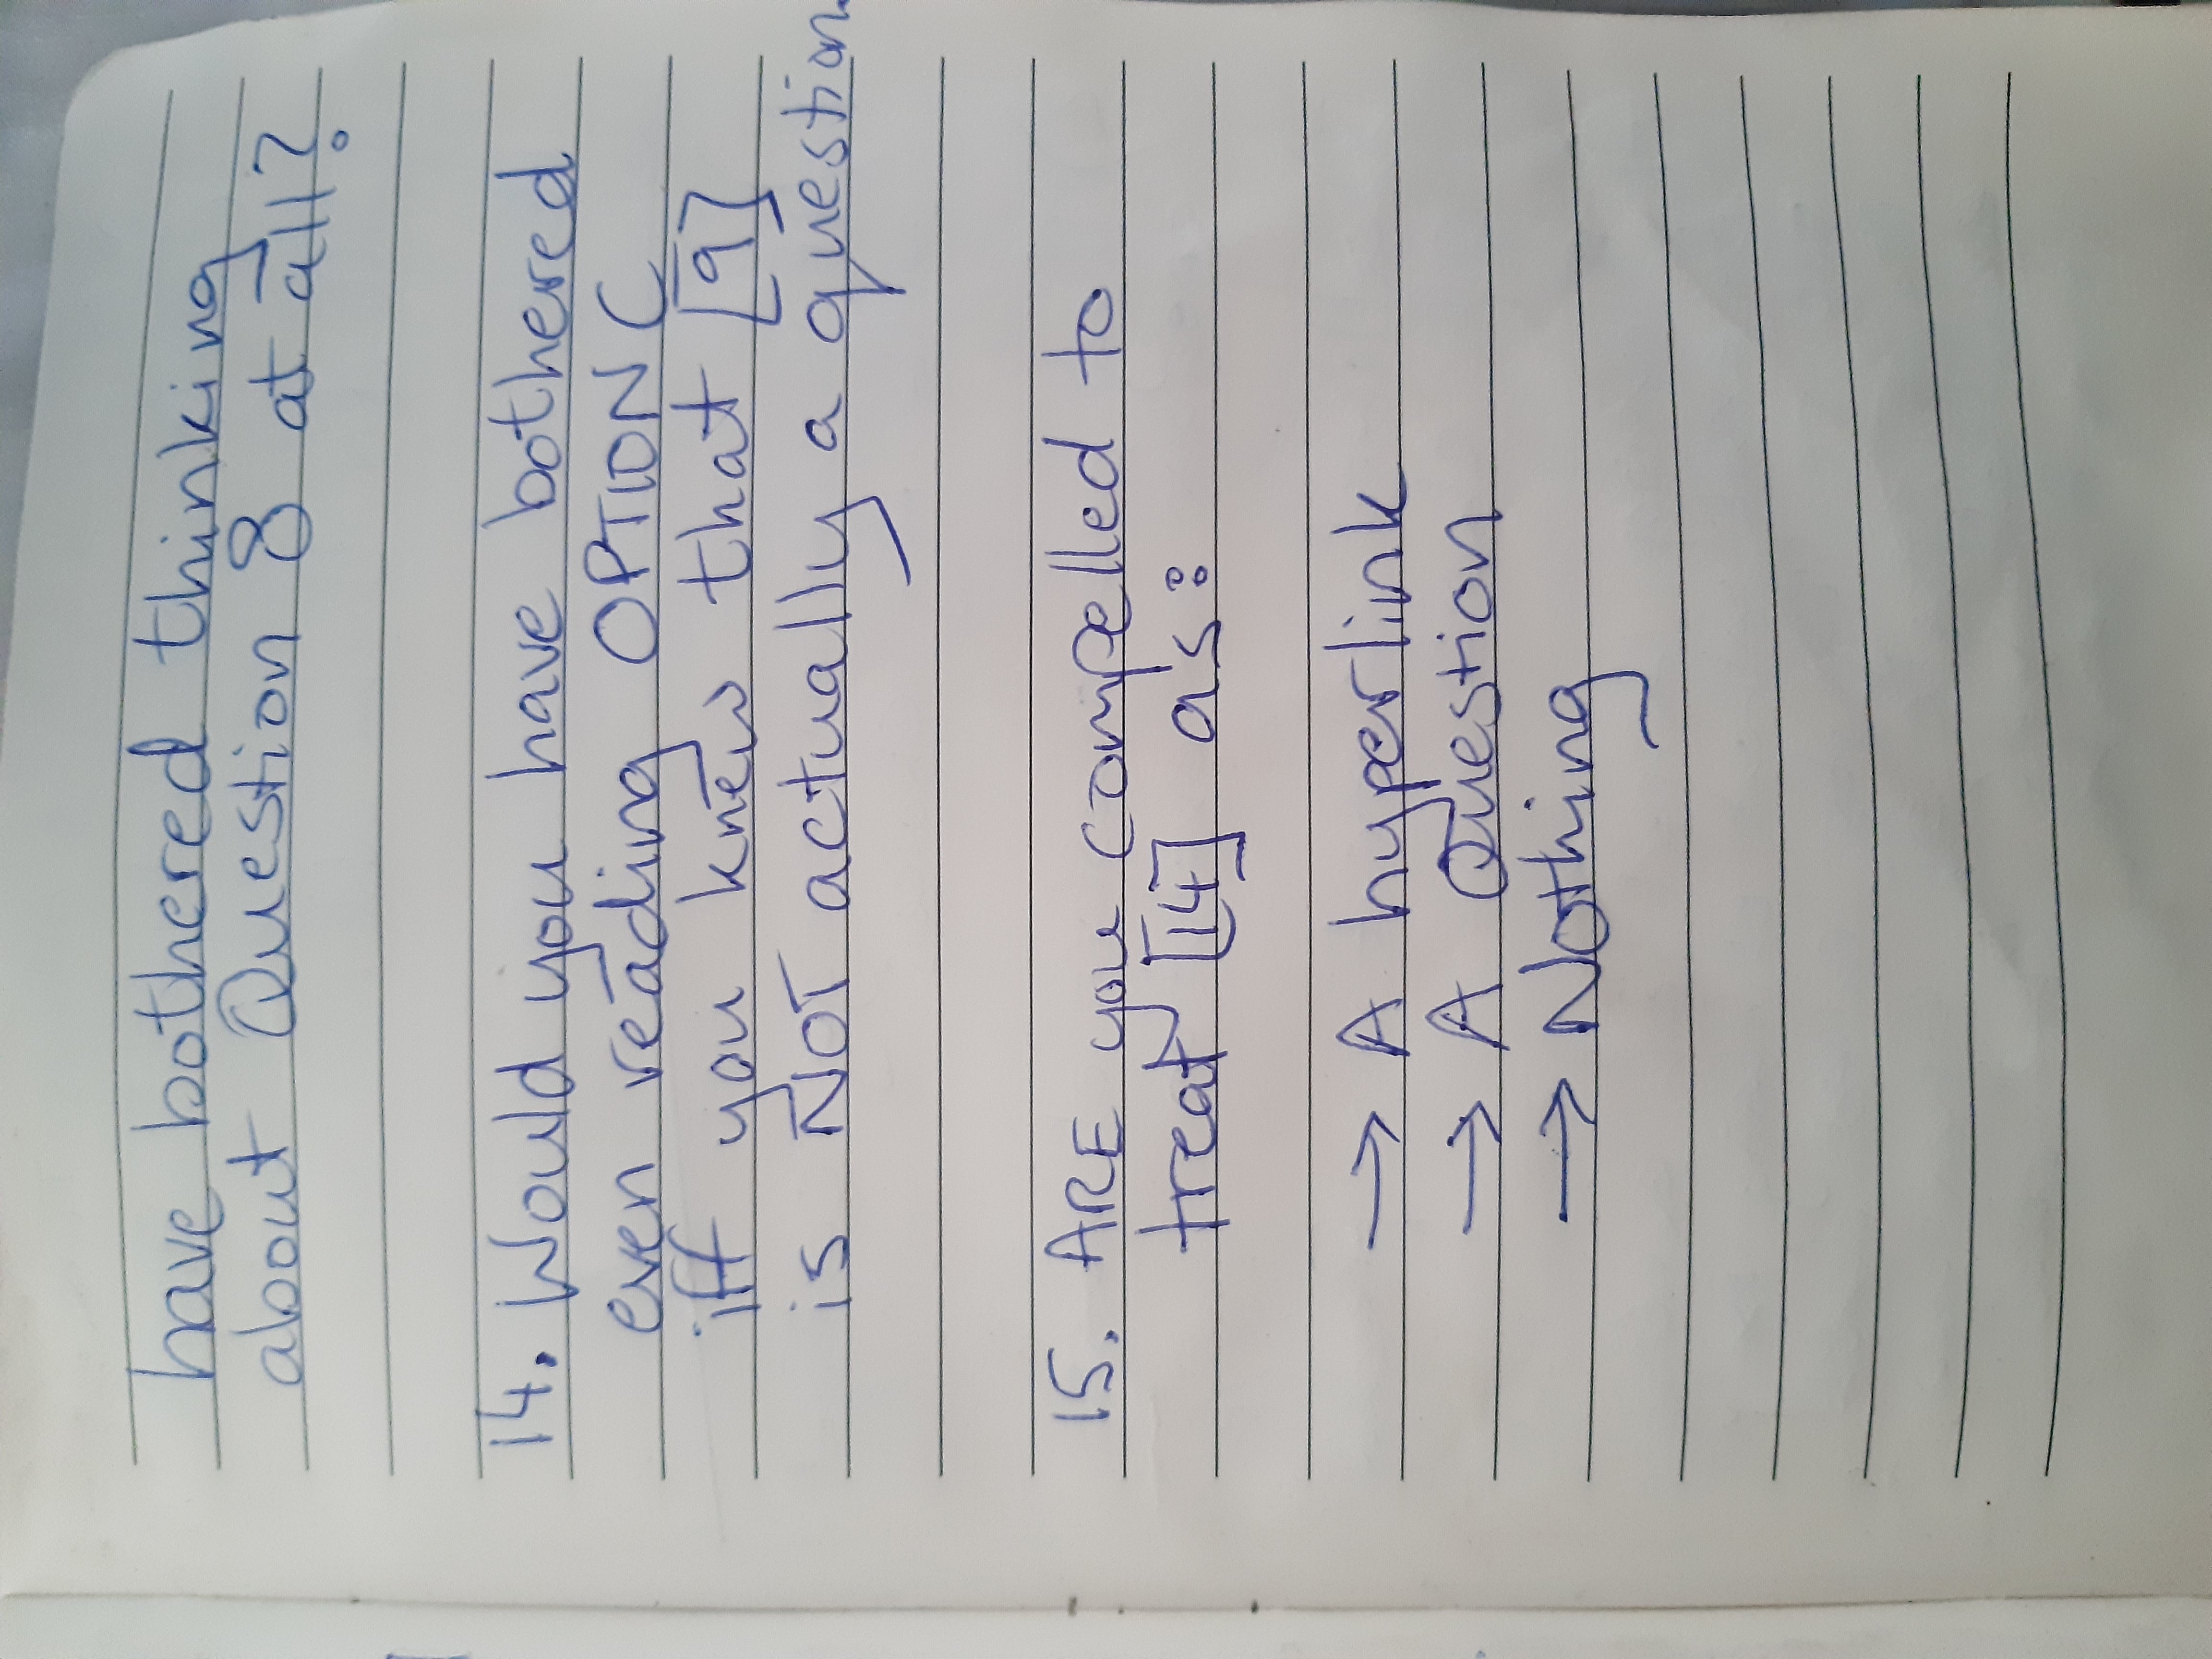 have bothered thinking
about Question 8 at all?
14. Would you have bothered
even reading OPTION C
iff you knew that [9]
is NOT actually a question
15. ARE you compelled to
treat [14] as:
→ A hyperlink
→ A Question
→ Nothing